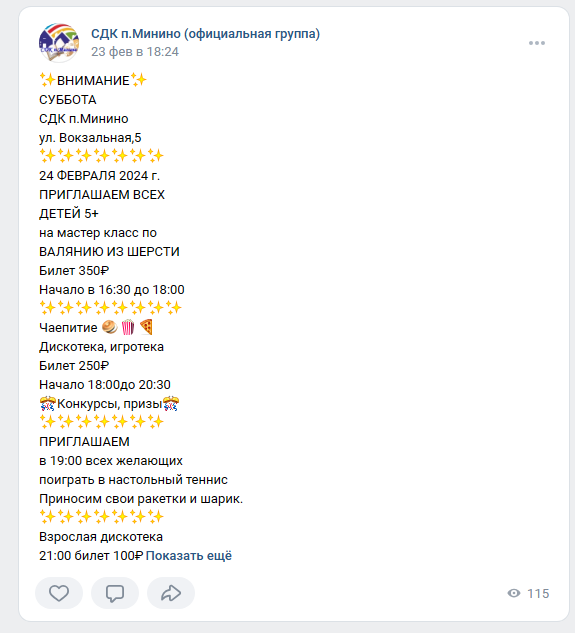 СДК п.Минино (официальная группа)
23 фев в 18:24
✨ВНИМАНИЕ✨
СУББОТА
СДК п.Минино
ул. Вокзальная,5
✨✨✨✨✨✨✨
24 ФЕВРАЛЯ 2024 г.
ПРИГЛАШАЕМ ВСЕХ
ДЕТЕЙ 5+
на мастер класс по
ВАЛЯНИЮ ИЗ ШЕРСТИ
Билет 350₽
Начало в 16:30 до 18:00
✨✨✨✨✨✨✨✨
Чаепитие 🥞🍿🍕
Дискотека, игротека
Билет 250₽
Начало 18:00до 20:30
🎊Конкурсы, призы🎊
✨✨✨✨✨✨✨
ПРИГЛАШАЕМ
в 19:00 всех желающих
поиграть в настольный теннис
Приносим свои ракетки и шарик.
✨✨✨✨✨✨✨
Взрослая дискотека
21:00 билет 100₽ Показать ещё
115